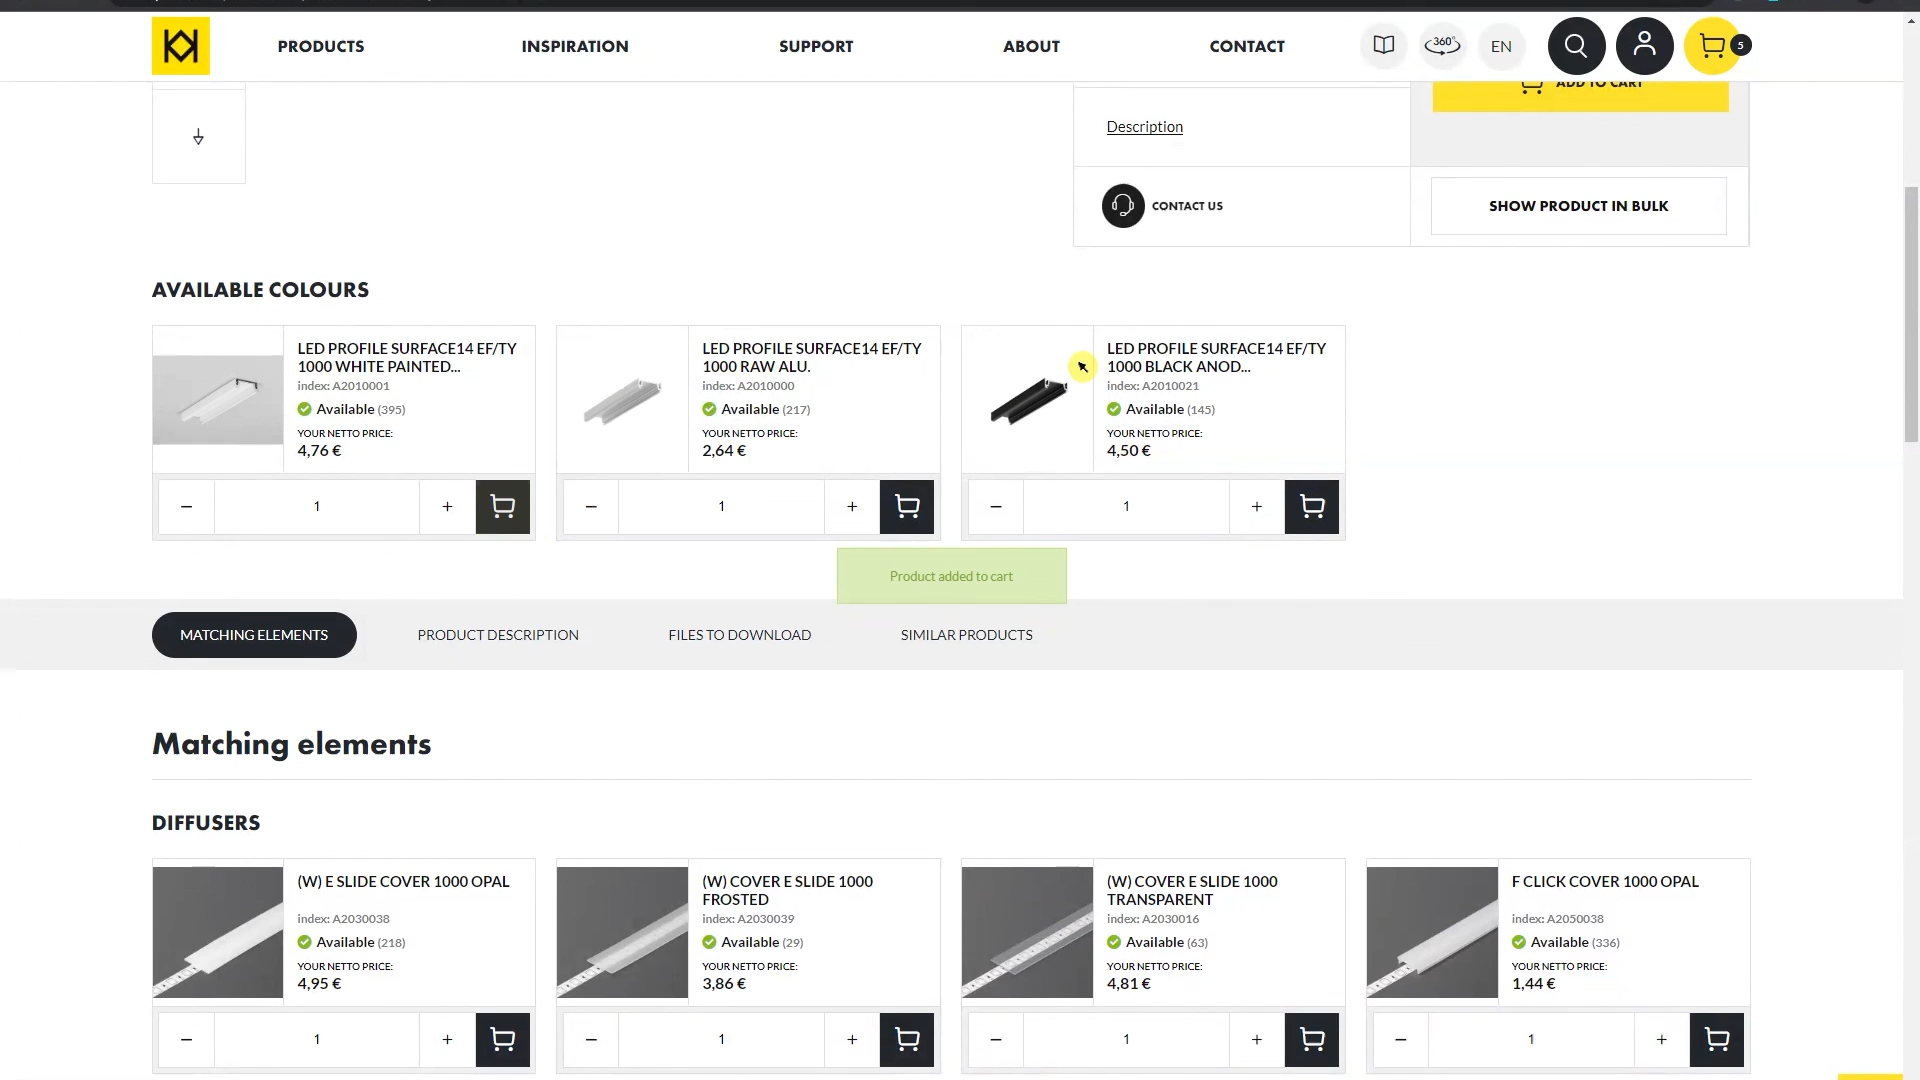 PRODUCTS
INSPIRATION
SUPPORT
ABOUT
CONTACT
360°
EN
5
ADD TO CART
Description
CONTACT US
SHOW PRODUCT IN BULK
AVAILABLE COLOURS
LED PROFILE SURFACE14 EF/TY
1000 WHITE PAINTED...
index: A2010001
Available (395)
YOUR NETTO PRICE:
4,76 €
1
LED PROFILE SURFACE14 EF/TY
1000 RAW ALU.
index: A2010000
Available (217)
YOUR NETTO PRICE:
2,64 €
1
LED PROFILE SURFACE14 EF/TY
1000 BLACK ANOD...
index: A2010021
Available (145)
YOUR NETTO PRICE:
4,50 €
1
Product added to cart
MATCHING ELEMENTS
PRODUCT DESCRIPTION
FILES TO DOWNLOAD
SIMILAR PRODUCTS
Matching elements
DIFFUSERS
(W) E SLIDE COVER 1000 OPAL
index: A2030038
Available (218)
YOUR NETTO PRICE:
4,95 €
1
(W) COVER E SLIDE 1000
FROSTED
index: A2030039
Available (29)
YOUR NETTO PRICE:
3,86 €
1
(W) COVER E SLIDE 1000
TRANSPARENT
index: A2030016
Available (63)
YOUR NETTO PRICE:
4,81 €
1
F CLICK COVER 1000 OPAL
index: A2050038
Available (336)
YOUR NETTO PRICE:
1,44 €
1